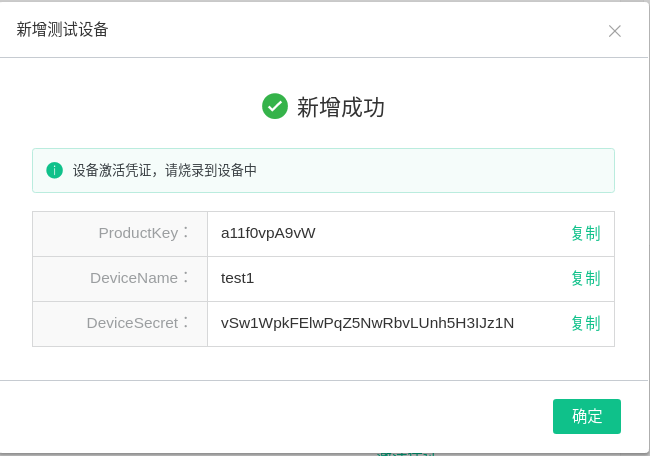 新增测试设备
新增成功
设备激活凭证，请烧录到设备中
ProductKey： a11f0vpA9vW 复制
DeviceName： test1 复制
DeviceSecret： vSw1WpkFElwPqZ5NwRbvLUnh5H3IJz1N 复制
确定